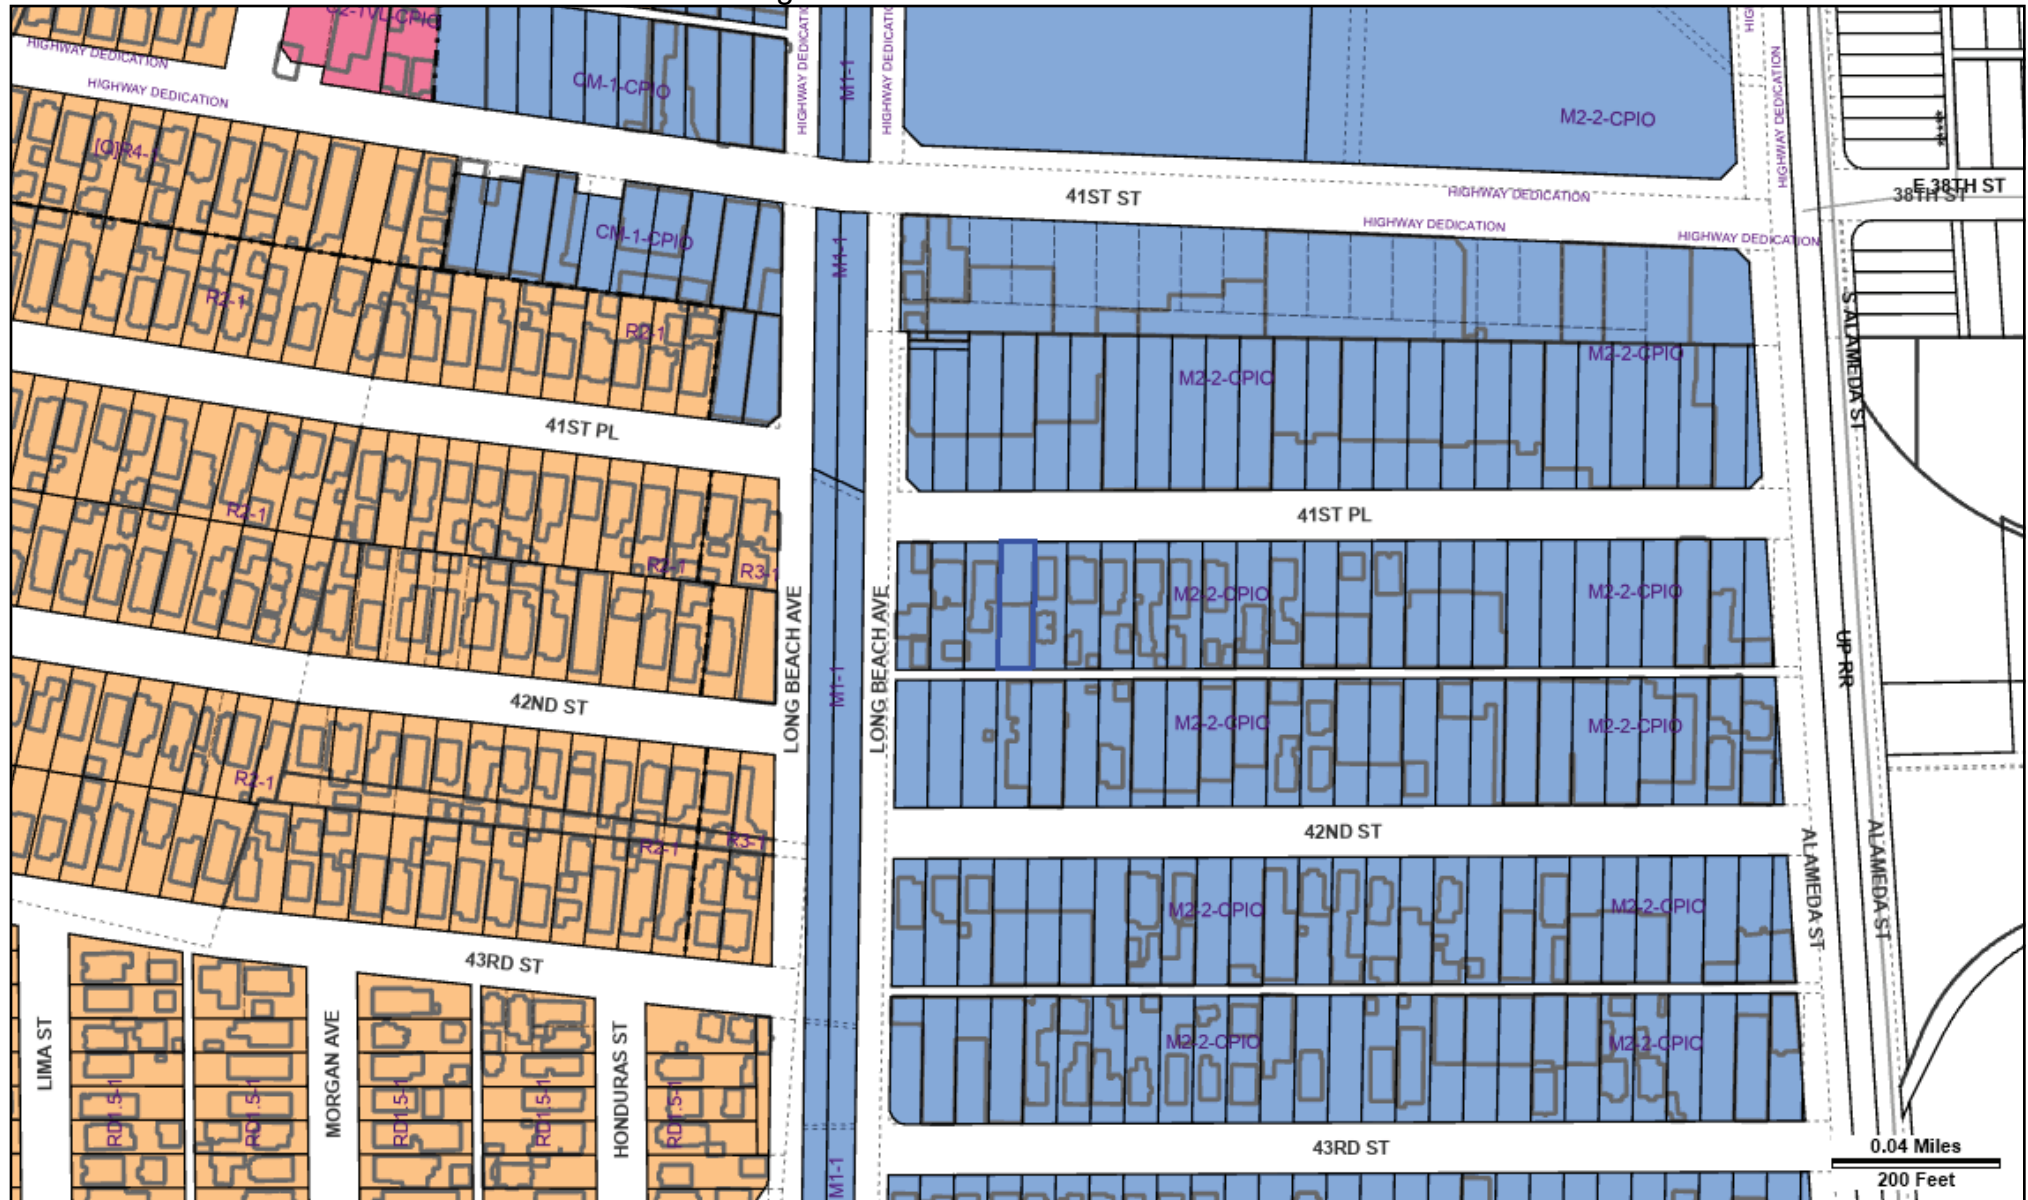 C2-1VL-CPIO
HIGHWAY DEDICATION
HIGHWAY DEDICATION
CM-1-CPIO
HIGHWAY DEDICATI
M1-1
HIGHWAY DEDICATI
M2-2-CPIO
HIG
HIGHWAY DEDICATION
[Q]R4-1
41ST ST
HIGHWAY DEDICATION
E 38TH ST
38TH ST
HIGHWAY DEDICATION
HIGHWAY DEDICATION
CM-1-CPIO
M1-1
R2-1
R2-1
M2-2-CPIO
M2-2-CPIO
S ALAMEDA ST
41ST PL
R2-1
41ST PL
R2-1
R3-1
M2-2-CPIO
M2-2-CPIO
LONG BEACH AVE
M1-1
LONG BEACH AVE
UP RR
42ND ST
M2-2-CPIO
M2-2-CPIO
R2-1
R2-1
R3-1
42ND ST
ALAMEDA ST
ALAMEDA ST
M2-2-CPIO
M2-2-CPIO
43RD ST
M2-2-CPIO
M2-2-CPIO
LIMA ST
RD1.5-1
RD1.5-1
MORGAN AVE
RD1.5-1
RD1.5-1
HONDURAS ST
RD1.5-1
M1-1
43RD ST
0.04 Miles
200 Feet